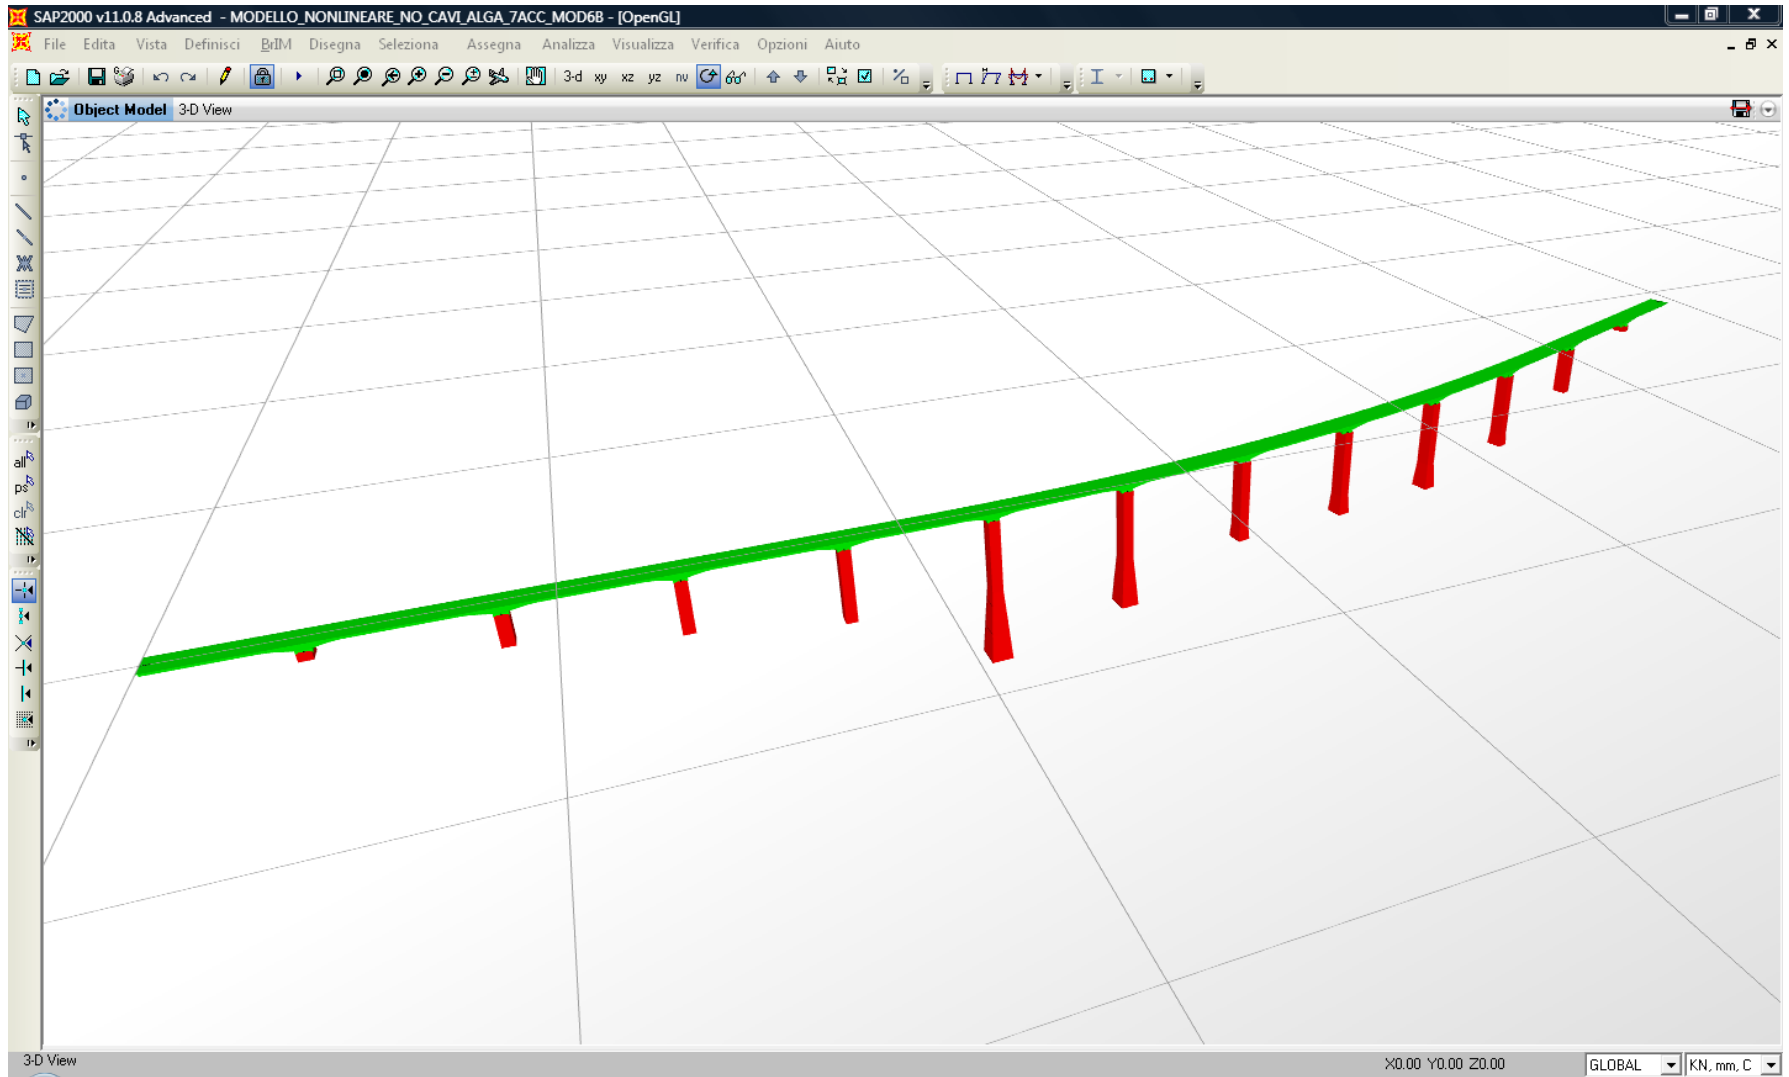 SAP2000 v11.0.8 Advanced - MODELLO_NONLINEARE_NO_CAVI_ALGA_7ACC_MOD6B - [OpenGL]
File Edita Vista Definisci BrIM Disegna Seleziona Assegna Analizza Visualizza Verifica Opzioni Aiuto
3-d xy xz yz nv
Object Model 3-D View
all
ps
clr
3-D View X0.00 Y0.00 Z0.00 GLOBAL KN, mm, C